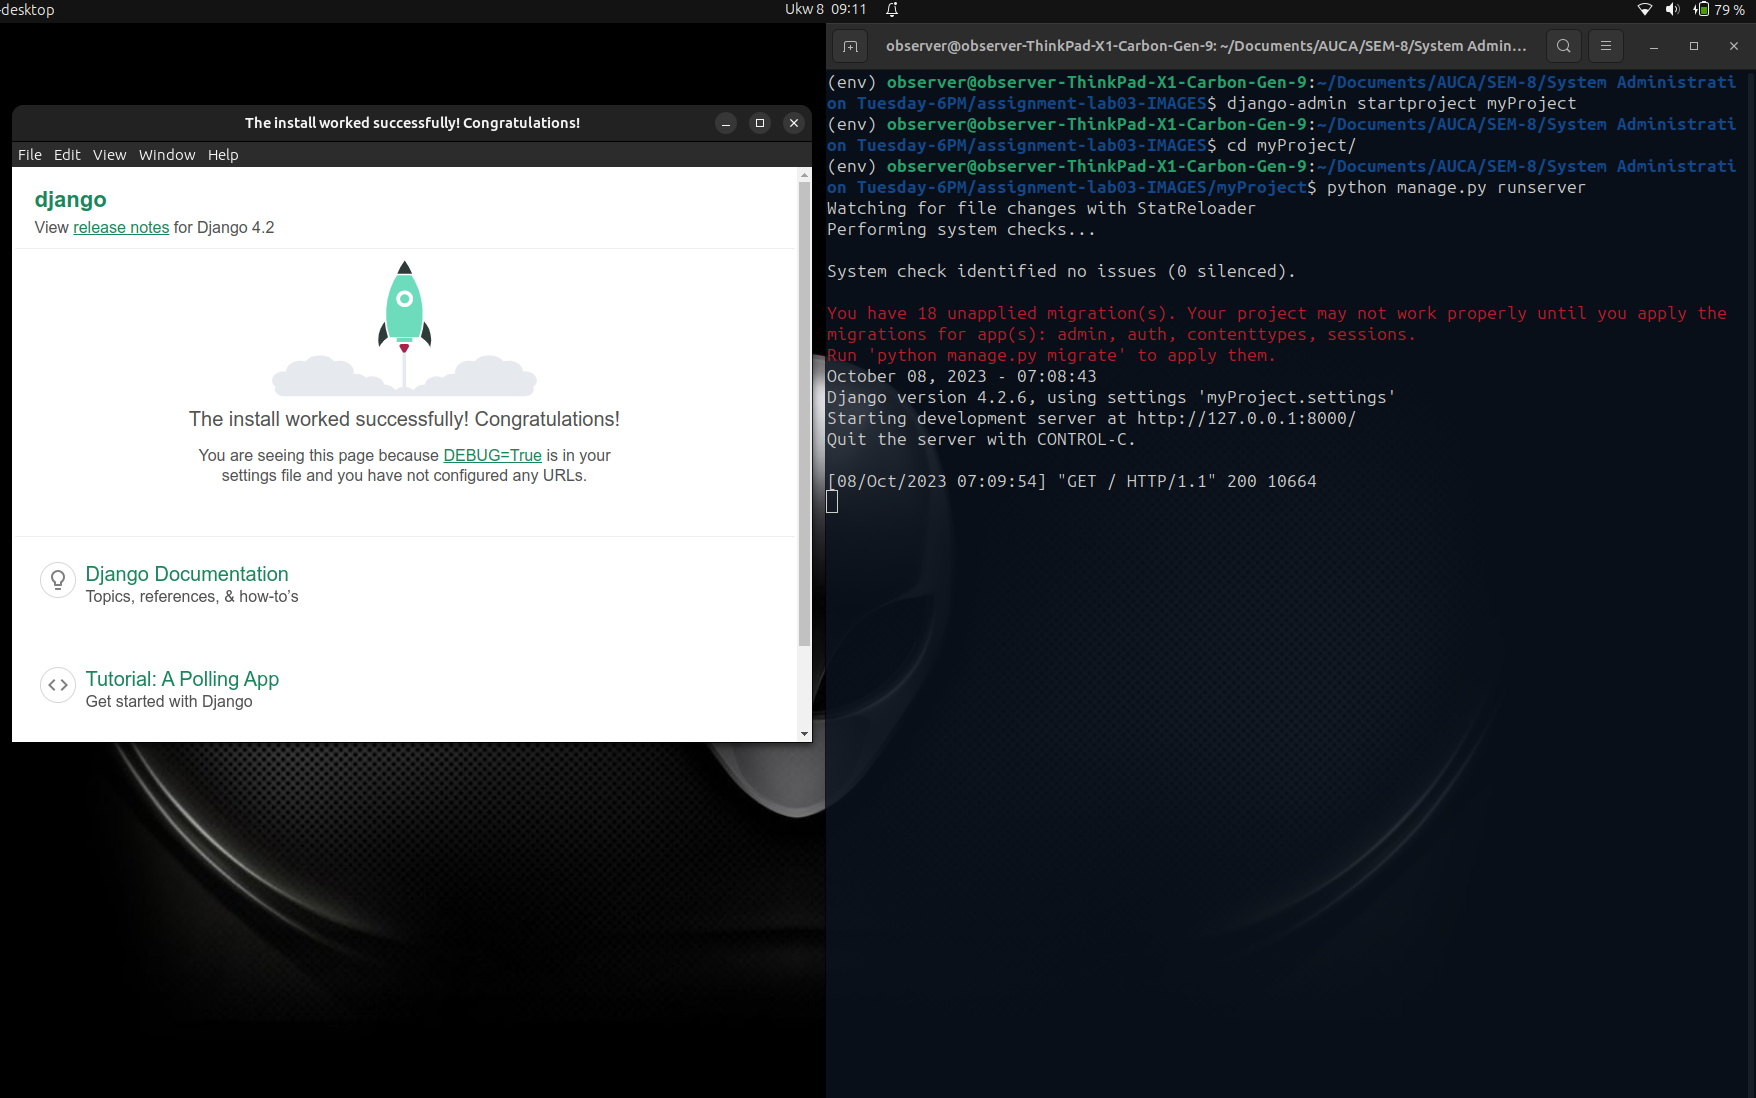 -desktop
Ukw 8 09:11
79 %
The install worked successfully! Congratulations!
File Edit View Window Help
django
View release notes for Django 4.2
The install worked successfully! Congratulations!
You are seeing this page because DEBUG=True is in your
settings file and you have not configured any URLs.
Django Documentation
Topics, references, & how-to’s
Tutorial: A Polling App
Get started with Django
observer@observer-ThinkPad-X1-Carbon-Gen-9: ~/Documents/AUCA/SEM-8/System Admin...
(env) observer@observer-ThinkPad-X1-Carbon-Gen-9:~/Documents/AUCA/SEM-8/System Administrati
on Tuesday-6PM/assignment-lab03-IMAGES$ django-admin startproject myProject
(env) observer@observer-ThinkPad-X1-Carbon-Gen-9:~/Documents/AUCA/SEM-8/System Administrati
on Tuesday-6PM/assignment-lab03-IMAGES$ cd myProject/
(env) observer@observer-ThinkPad-X1-Carbon-Gen-9:~/Documents/AUCA/SEM-8/System Administrati
on Tuesday-6PM/assignment-lab03-IMAGES/myProject$ python manage.py runserver
Watching for file changes with StatReloader
Performing system checks...
System check identified no issues (0 silenced).
You have 18 unapplied migration(s). Your project may not work properly until you apply the
migrations for app(s): admin, auth, contenttypes, sessions.
Run 'python manage.py migrate' to apply them.
October 08, 2023 - 07:08:43
Django version 4.2.6, using settings 'myProject.settings'
Starting development server at http://127.0.0.1:8000/
Quit the server with CONTROL-C.
[08/Oct/2023 07:09:54] "GET / HTTP/1.1" 200 10664